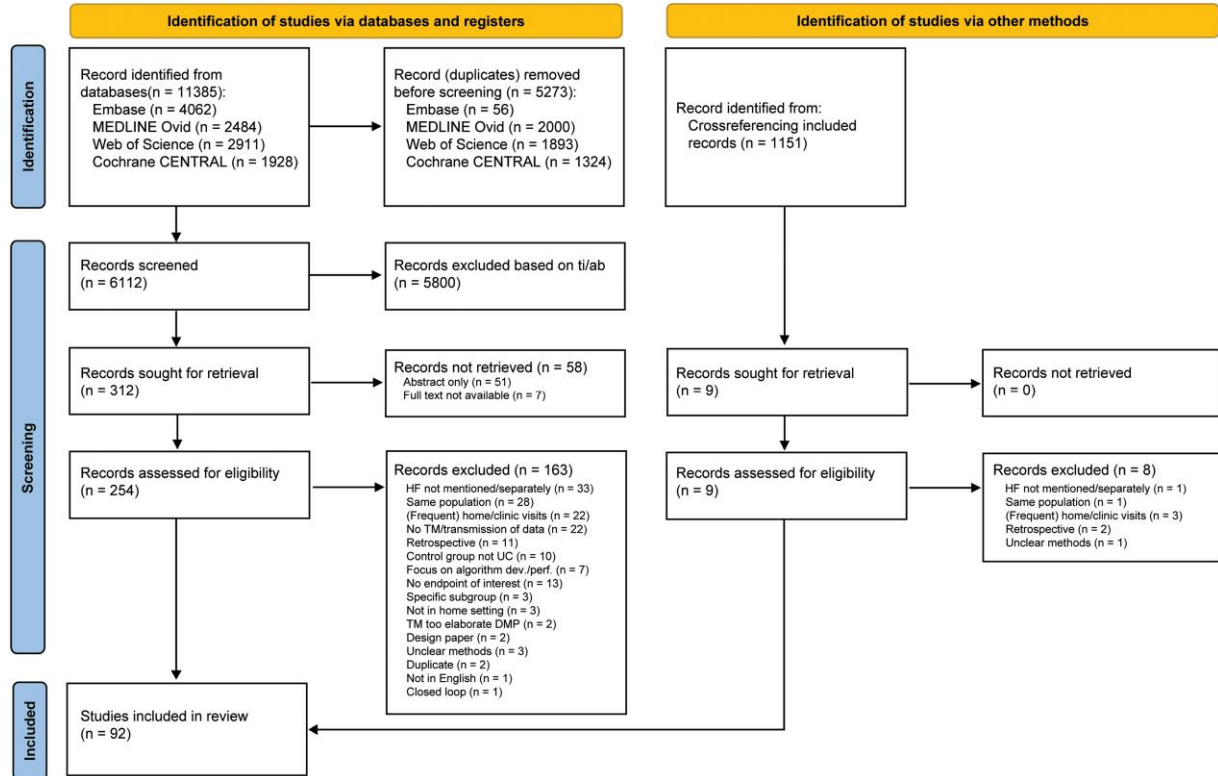 Identification of studies via databases and registers
Identification of studies via other methods
Identification
Record identified from
databases(n = 11385):
Embase (n = 4062)
MEDLINE Ovid (n = 2484)
Web of Science (n = 2911)
Cochrane CENTRAL (n = 1928)
Record (duplicates) removed
before screening (n = 5273):
Embase (n = 56)
MEDLINE Ovid (n = 2000)
Web of Science (n = 1893)
Cochrane CENTRAL (n = 1324)
Record identified from:
Crossreferencing included
records (n = 1151)
Screening
Records screened
(n = 6112)
Records excluded based on ti/ab
(n = 5800)
Records sought for retrieval
(n = 312)
Records not retrieved (n = 58)
Abstract only (n = 51)
Full text not available (n = 7)
Records sought for retrieval
(n = 9)
Records not retrieved
(n = 0)
Records assessed for eligibility
(n = 254)
Records excluded (n = 163)
HF not mentioned/separately (n = 33)
Same population (n = 28)
(Frequent) home/clinic visits (n = 22)
No TM/transmission of data (n = 22)
Retrospective (n = 11)
Control group not UC (n = 10)
Focus on algorithm dev./perf. (n = 7)
No endpoint of interest (n = 13)
Specific subgroup (n = 3)
Not in home setting (n = 3)
TM too elaborate DMP (n = 2)
Design paper (n = 2)
Unclear methods (n = 3)
Duplicate (n = 2)
Not in English (n = 1)
Closed loop (n = 1)
Records assessed for eligibility
(n = 9)
Records excluded (n = 8)
HF not mentioned/separately (n = 1)
Same population (n = 1)
(Frequent) home/clinic visits (n = 3)
Retrospective (n = 2)
Unclear methods (n = 1)
Included
Studies included in review
(n = 92)